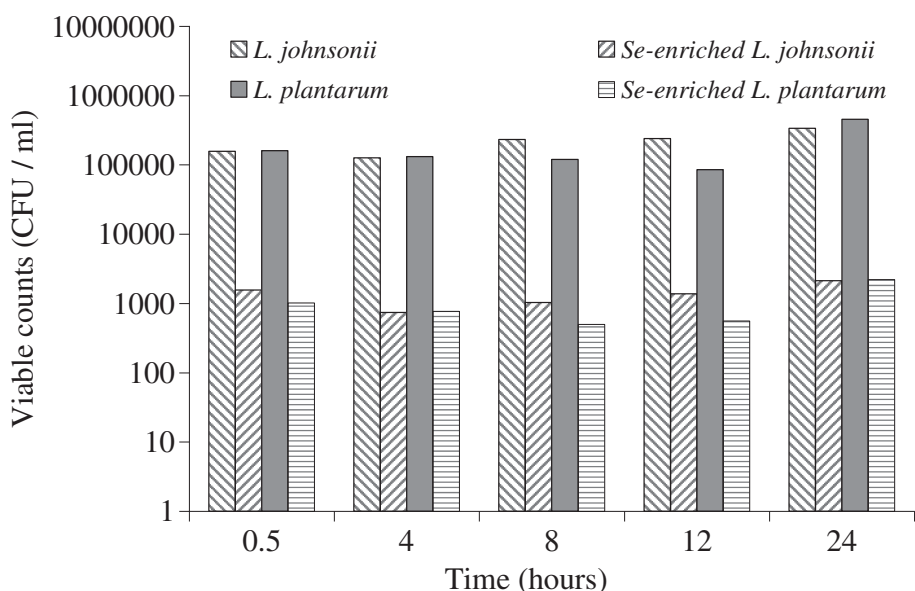 10000000
1000000
100000
10000
1000
100
10
1
Viable counts (CFU / ml)
L. johnsonii
Se-enriched L. johnsonii
L. plantarum
Se-enriched L. plantarum
0.5 4 8 12 24
Time (hours)